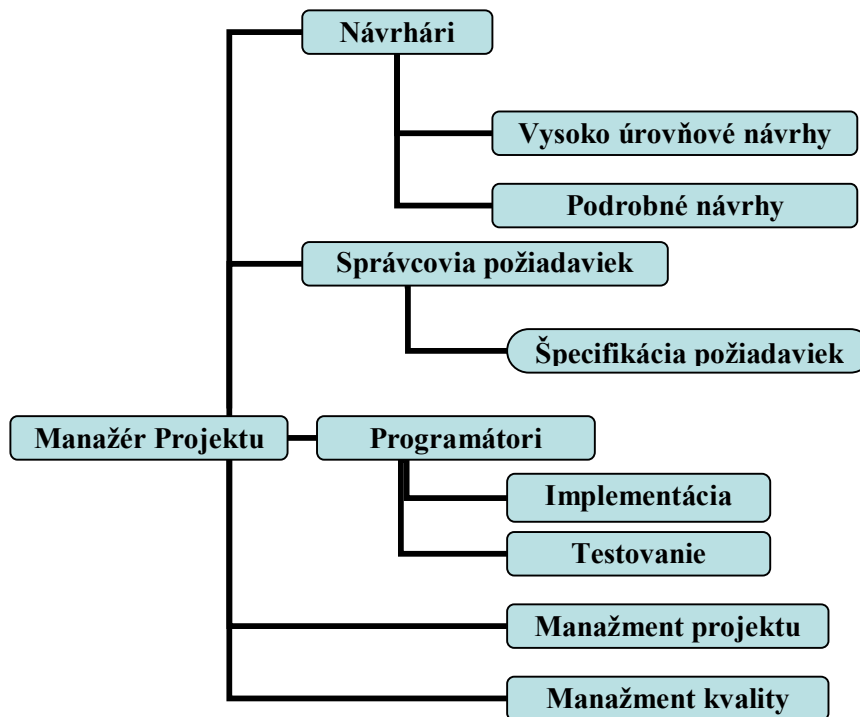 Návrhári
Vysoko úrovňové návrhy
Podrobné návrhy
Správcovia požiadaviek
Špecifikácia požiadaviek
Manažér Projektu
Programátori
Implementácia
Testovanie
Manažment projektu
Manažment kvality